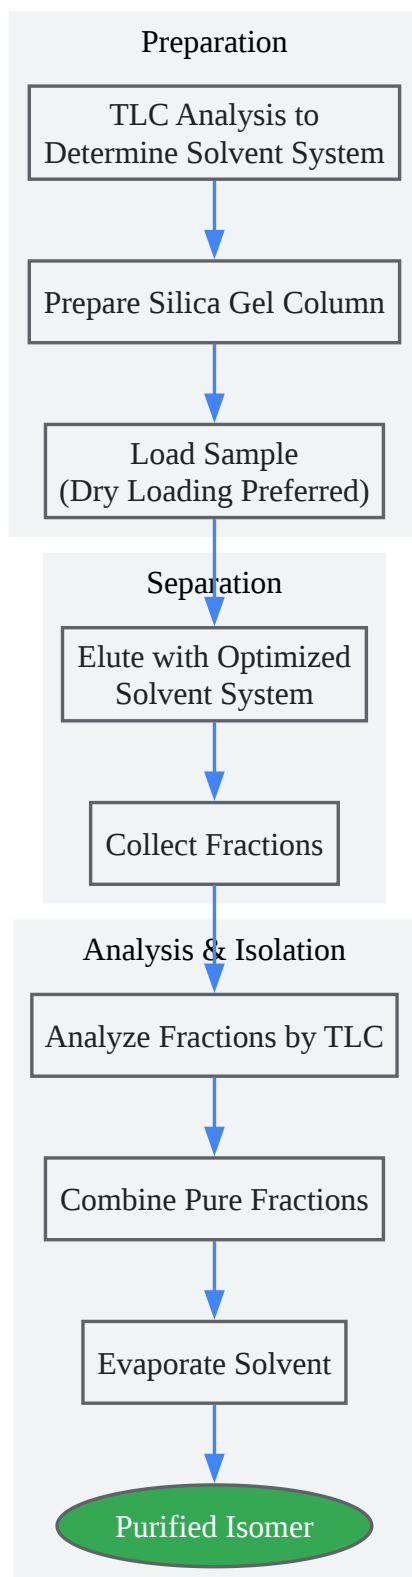 Preparation
TLC Analysis to
Determine Solvent System
Prepare Silica Gel Column
Load Sample
(Dry Loading Preferred)
Separation
Elute with Optimized
Solvent System
Collect Fractions
Analysis & Isolation
Analyze Fractions by TLC
Combine Pure Fractions
Evaporate Solvent
Purified Isomer